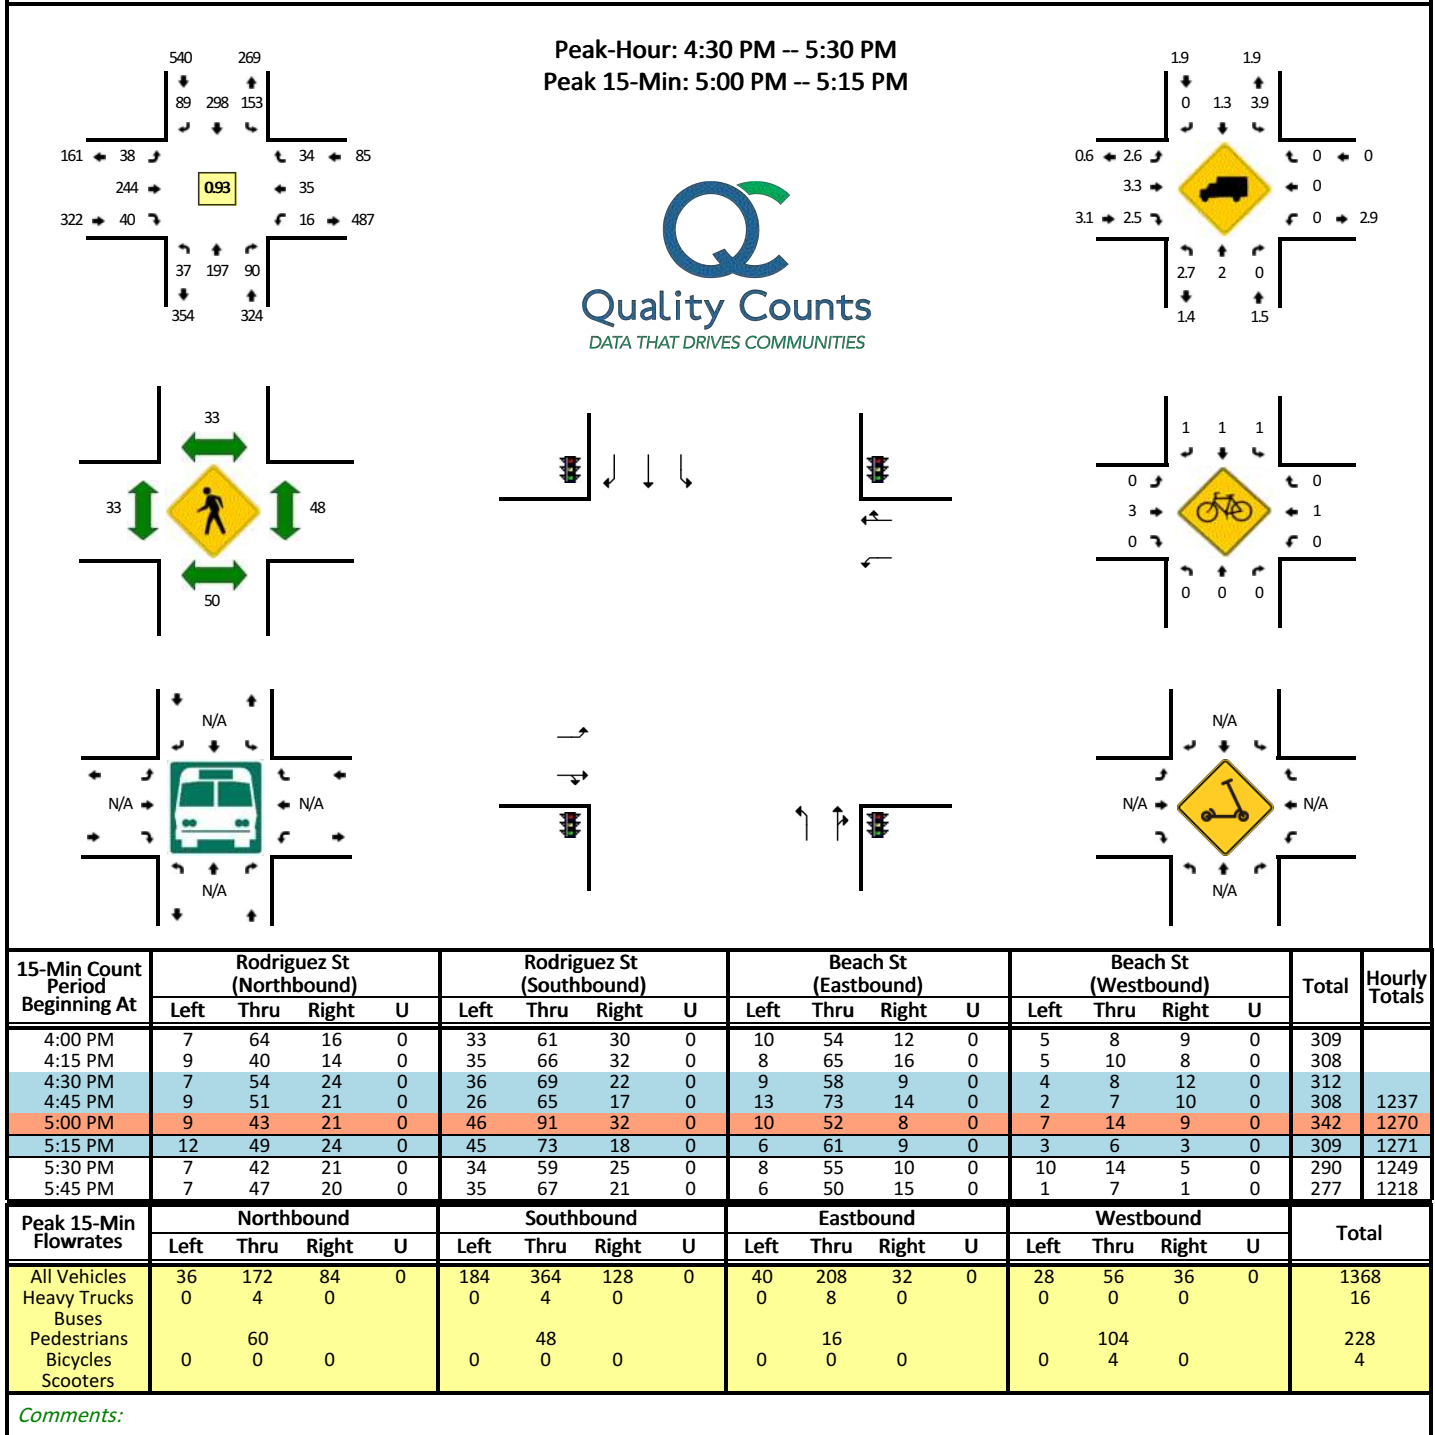 Peak-Hour: 4:30 PM -- 5:30 PM
Peak 15-Min: 5:00 PM -- 5:15 PM
540 269
89 298 153
161 38 34 85
244 0.93 35
322 40 16 487
37 197 90
354 324
Quality Counts
DATA THAT DRIVES COMMUNITIES
1.9 1.9
0 1.3 3.9
0.6 2.6 0 0
3.3 0
3.1 2.5 0 2.9
2.7 2 0
1.4 1.5
33
33 48
50
1 1 1
0 0
3 1
0 0
0 0 0
N/A
N/A N/A
N/A
N/A
N/A N/A
N/A
15-Min Count Period Beginning At | Rodriguez St (Northbound) | Rodriguez St (Southbound) | Beach St (Eastbound) | Beach St (Westbound) | Total | Hourly Totals
Left Thru Right U Left Thru Right U Left Thru Right U Left Thru Right U
4:00 PM 7 64 16 0 33 61 30 0 10 54 12 0 5 8 9 0 309
4:15 PM 9 40 14 0 35 66 32 0 8 65 16 0 5 10 8 0 308
4:30 PM 7 54 24 0 36 69 22 0 9 58 9 0 4 8 12 0 312
4:45 PM 9 51 21 0 26 65 17 0 13 73 14 0 2 7 10 0 308 1237
5:00 PM 9 43 21 0 46 91 32 0 10 52 8 0 7 14 9 0 342 1270
5:15 PM 12 49 24 0 45 73 18 0 6 61 9 0 3 6 3 0 309 1271
5:30 PM 7 42 21 0 34 59 25 0 8 55 10 0 10 14 5 0 290 1249
5:45 PM 7 47 20 0 35 67 21 0 6 50 15 0 1 7 1 0 277 1218
Peak 15-Min Flowrates | Northbound | Southbound | Eastbound | Westbound | Total
Left Thru Right U Left Thru Right U Left Thru Right U Left Thru Right U
All Vehicles 36 172 84 0 184 364 128 0 40 208 32 0 28 56 36 0 1368
Heavy Trucks 0 4 0 0 4 0 0 8 0 0 0 0 16
Buses
Pedestrians 60 48 16 104 228
Bicycles 0 0 0 0 0 0 0 0 0 0 4 0 4
Scooters
Comments: